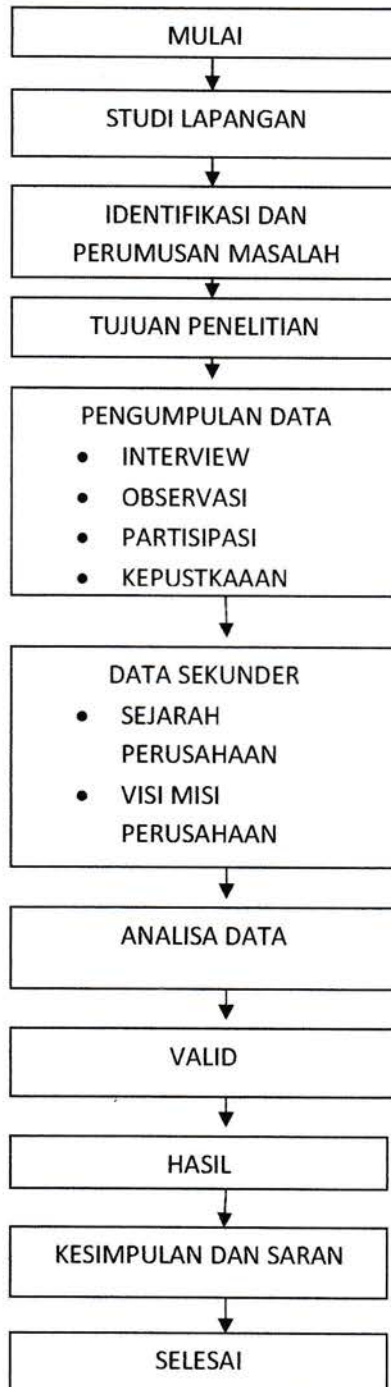 MULAI
STUDI LAPANGAN
IDENTIFIKASI DAN
PERUMUSAN MASALAH
TUJUAN PENELITIAN
PENGUMPULAN DATA
• INTERVIEW
• OBSERVASI
• PARTISIPASI
• KEPUSTKAAAN
DATA SEKUNDER
• SEJARAH
PERUSAHAAN
• VISI MISI
PERUSAHAAN
ANALISA DATA
VALID
HASIL
KESIMPULAN DAN SARAN
SELESAI